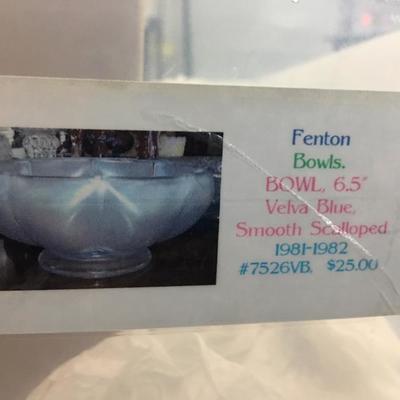 Fenton
Bowls.
BOWL, 6.5"
Velva Blue,
Smooth Scalloped
1981-1982
#7526VB, $25.00